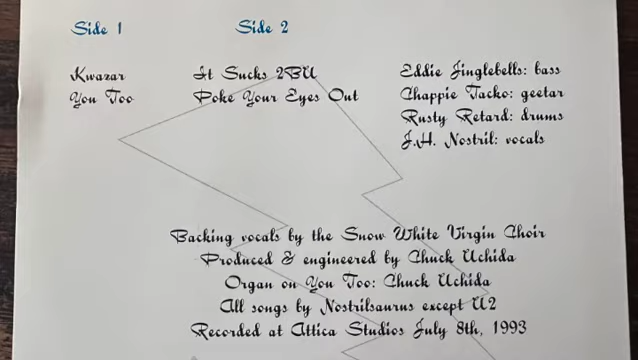 Side 1
Kwazar
You Too
Side 2
It Sucks 2BU
Poke Your Eyes Out
Eddie Jinglebells: bass
Chappie Tacko: geetar
Rusty Retard: drums
J.H. Nostril: vocals
Backing vocals by the Snow White Virgin Choir
Produced & engineered by Chuck Uchida
Organ on You Too: Chuck Uchida
All songs by Nostrilsaurus except U2
Recorded at Attica Studios July 8th, 1993